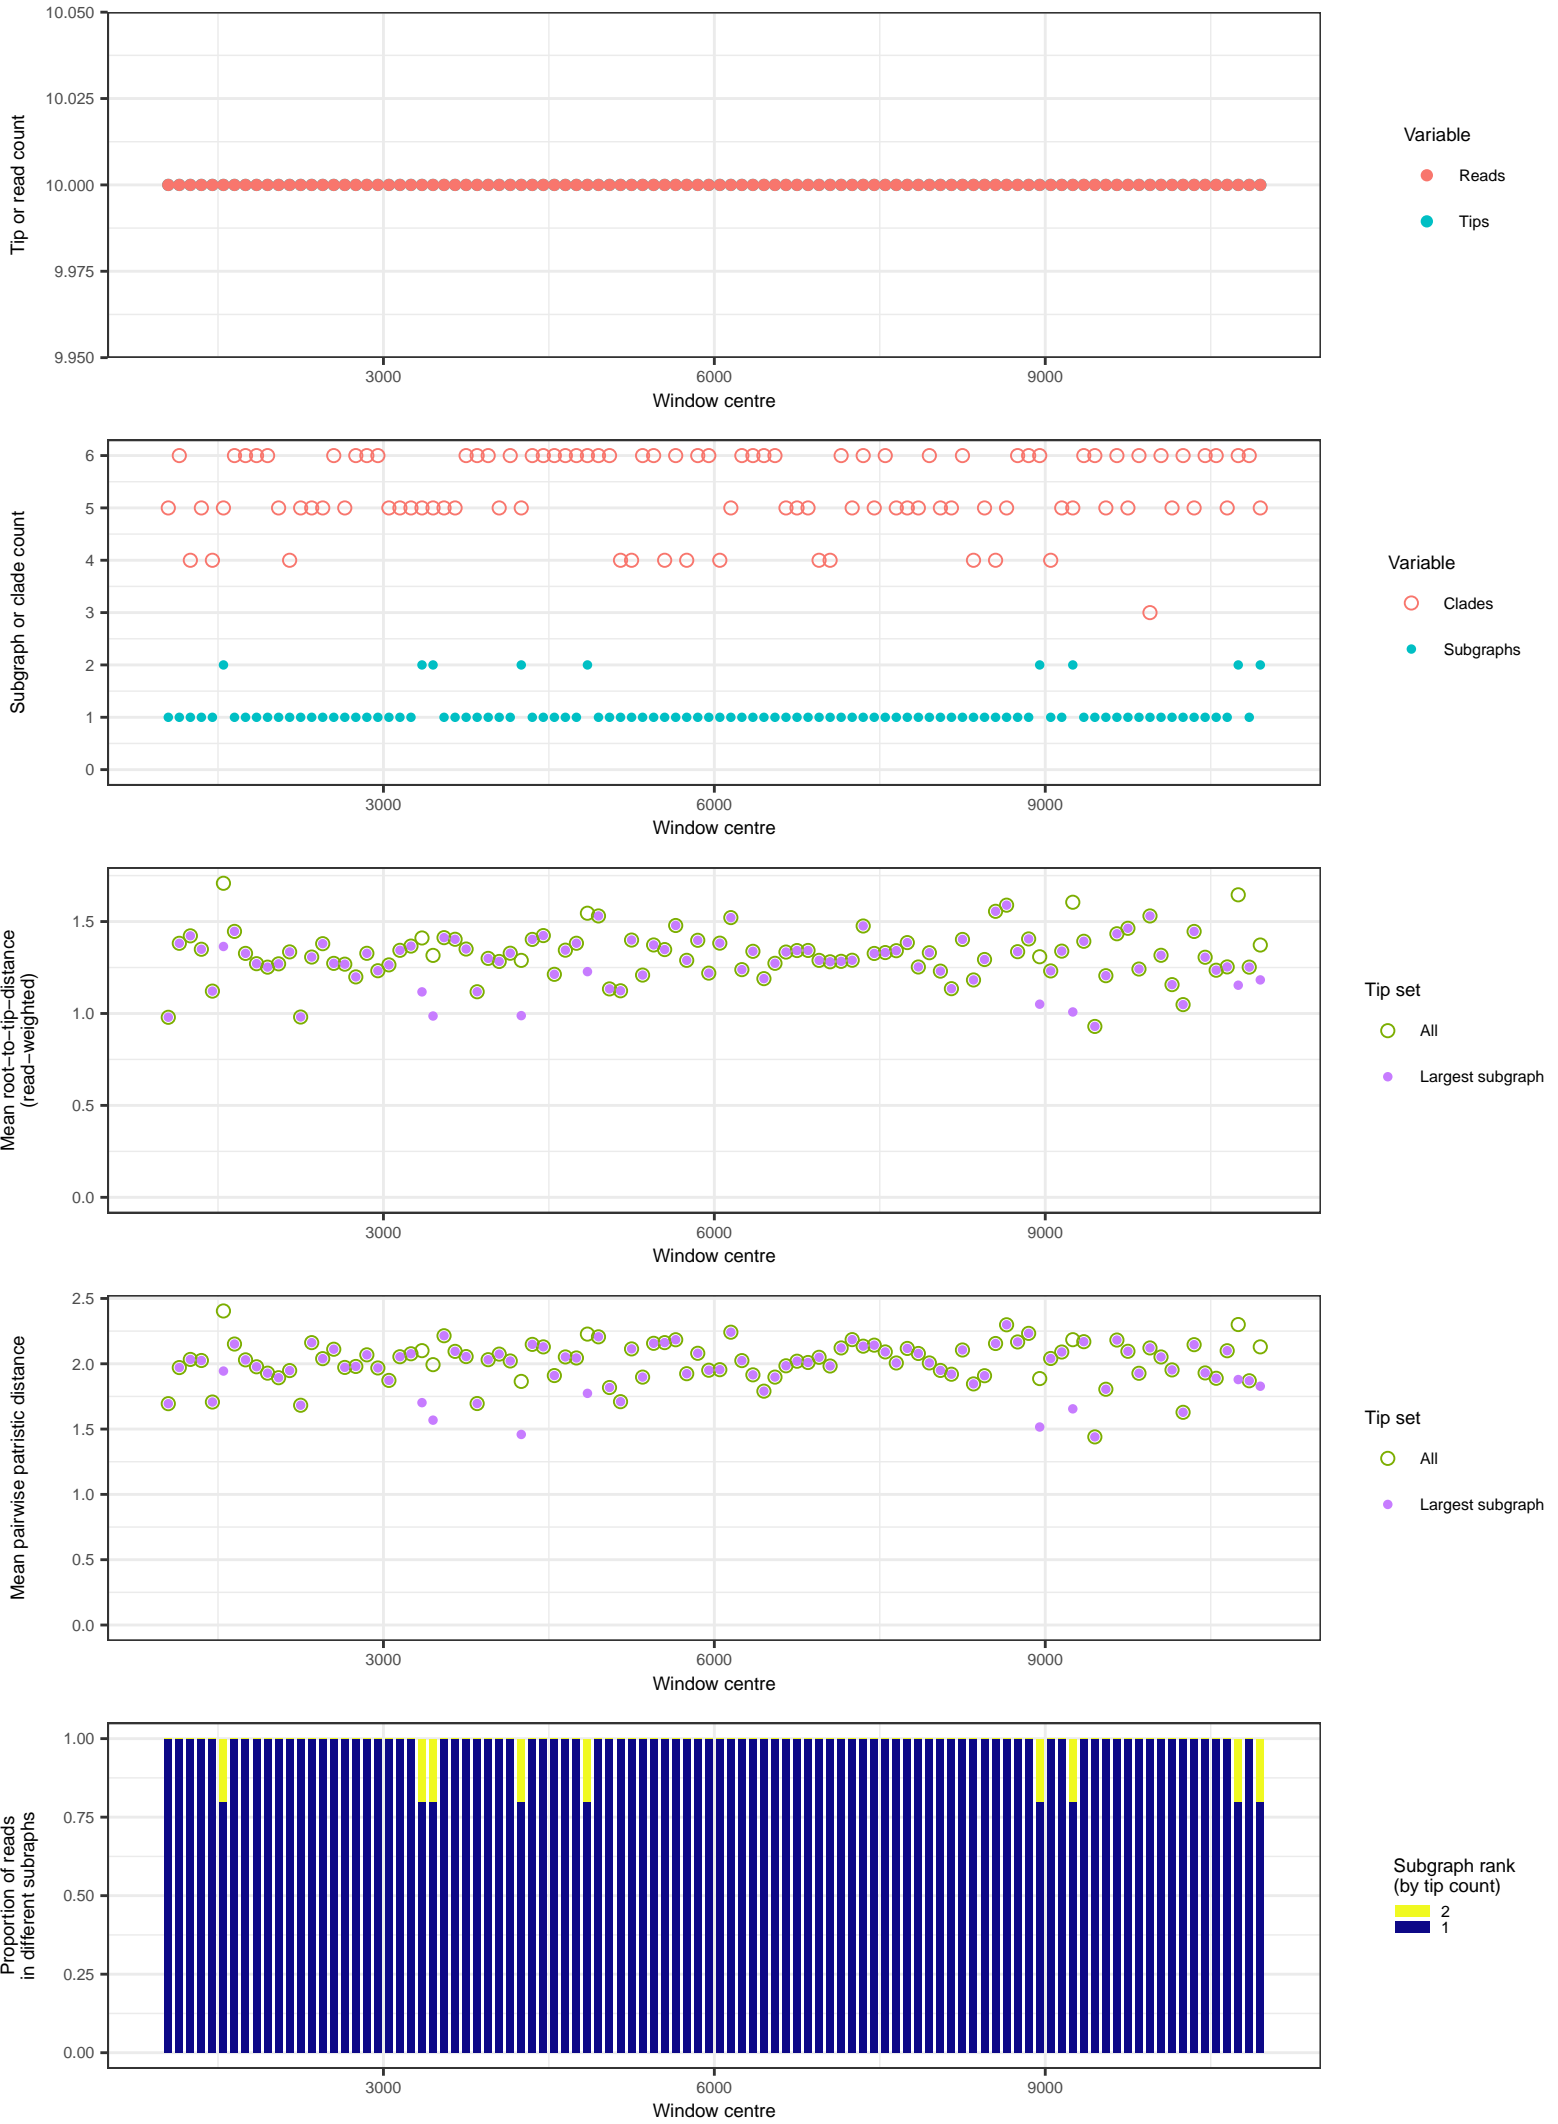 10.050
10.025
10.000
9.975
9.950
Tip or read count
3000
6000
9000
Window centre
Variable
Reads
Tips
6
5
4
3
2
1
0
Subgraph or clade count
3000
6000
9000
Window centre
Variable
Clades
Subgraphs
1.5
1.0
0.5
0.0
Mean root−to−tip−distance
(read−weighted)
3000
6000
9000
Window centre
Tip set
All
Largest subgraph
2.5
2.0
1.5
1.0
0.5
0.0
Mean pairwise patristic distance
3000
6000
9000
Window centre
Tip set
All
Largest subgraph
1.00
0.75
0.50
0.25
0.00
Proportion of reads
in different subraphs
3000
6000
9000
Window centre
Subgraph rank
(by tip count)
2
1